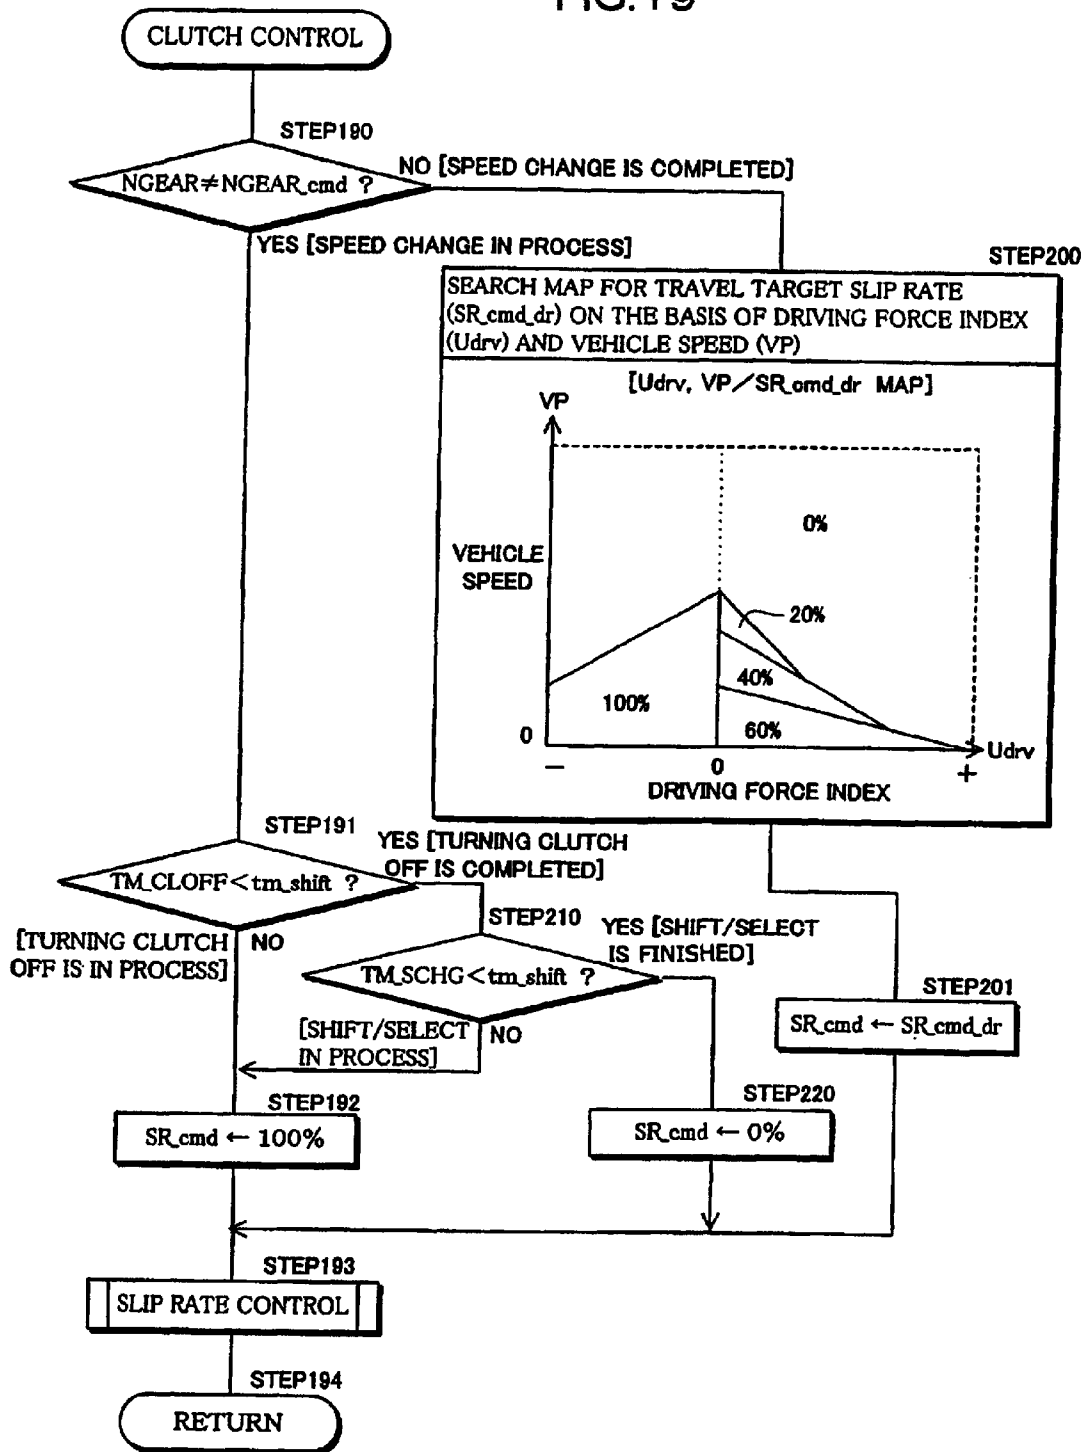 FIG. 19
CLUTCH CONTROL
STEP190
NGEAR≠NGEAR_cmd ?
NO [SPEED CHANGE IS COMPLETED]
YES [SPEED CHANGE IN PROCESS]
STEP200
SEARCH MAP FOR TRAVEL TARGET SLIP RATE
(SR_cmd_dr) ON THE BASIS OF DRIVING FORCE INDEX
(Udrv) AND VEHICLE SPEED (VP)
[Udrv, VP／SR_cmd_dr MAP]
VP
0%
VEHICLE
SPEED
20%
40%
100%
60%
0
Udrv
−
0
+
DRIVING FORCE INDEX
STEP191
YES [TURNING CLUTCH
OFF IS COMPLETED]
TM_CLOFF<tm_shift ?
STEP210
[TURNING CLUTCH
OFF IS IN PROCESS]
NO
YES [SHIFT/SELECT
IS FINISHED]
TM_SCHG<tm_shift ?
STEP201
SR_cmd ← SR_cmd_dr
[SHIFT/SELECT
IN PROCESS]
NO
STEP192
SR_cmd ← 100%
STEP220
SR_cmd ← 0%
STEP193
SLIP RATE CONTROL
STEP194
RETURN